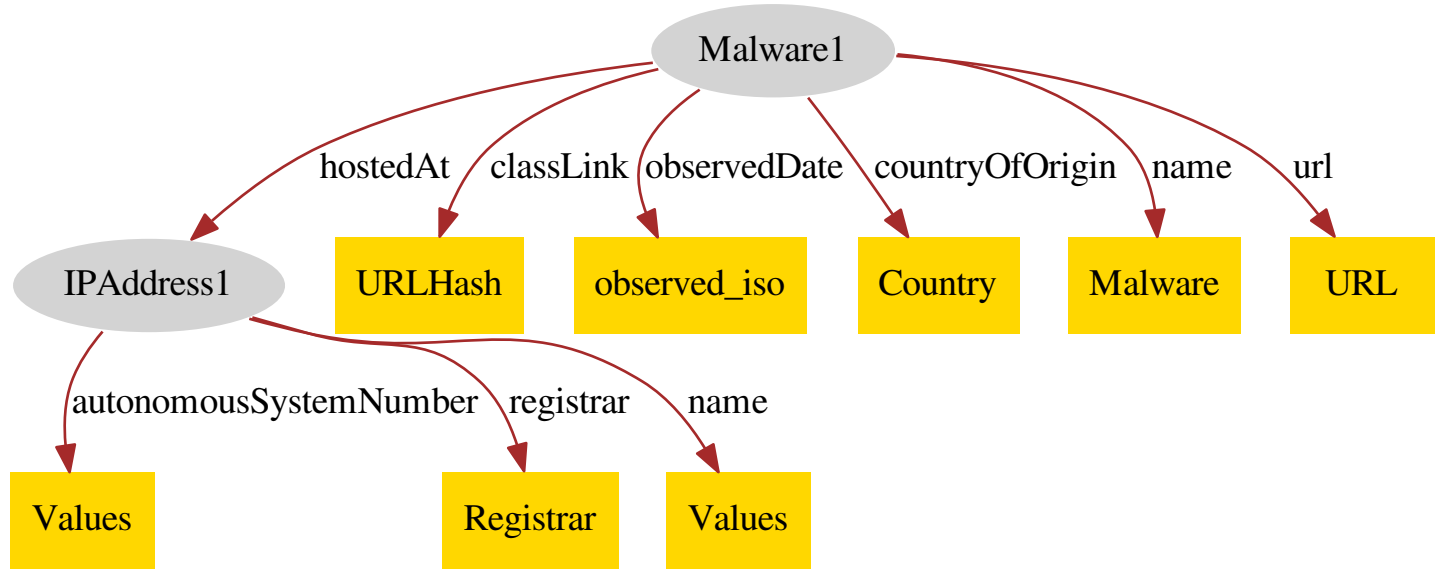 Malware1
hostedAt
classLink
observedDate
countryOfOrigin
name
url
IPAddress1
URLHash
observed_iso
Country
Malware
URL
autonomousSystemNumber
registrar
name
Values
Registrar
Values